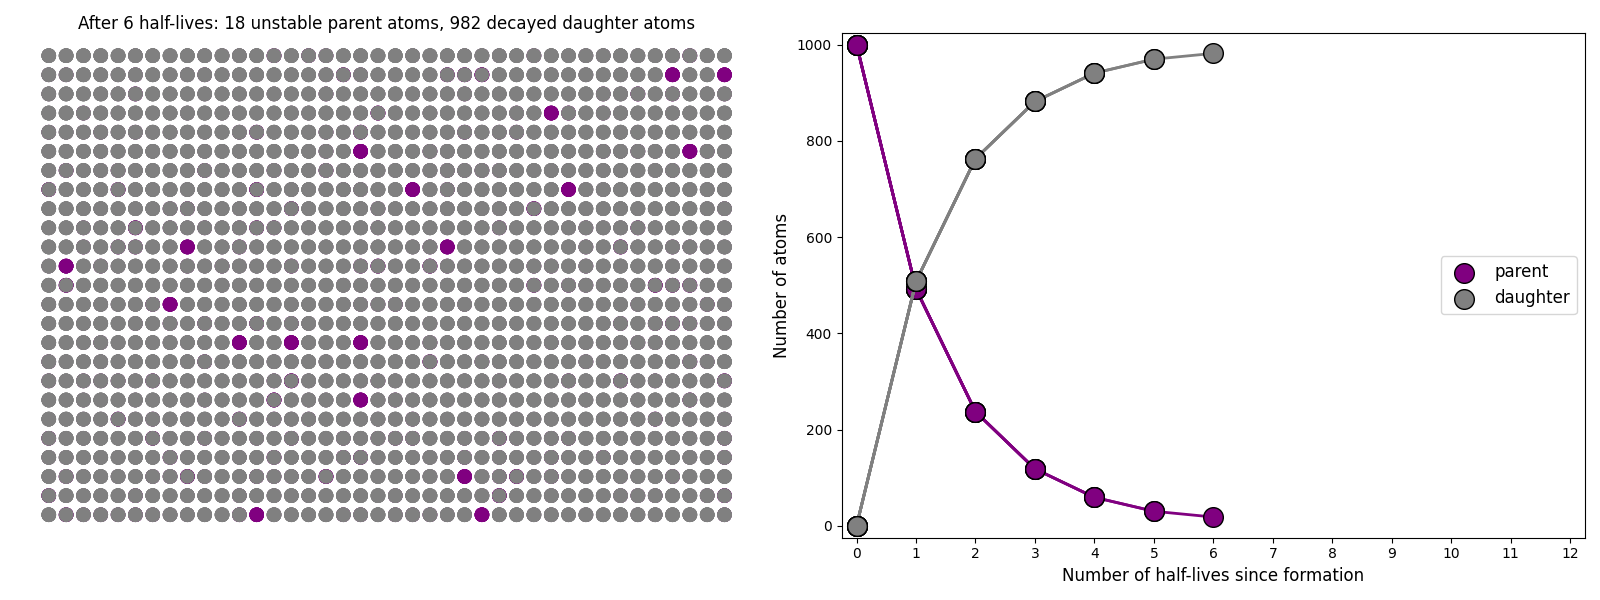 After 6 half-lives: 18 unstable parent atoms, 982 decayed daughter atoms
Number of atoms
1000
800
600
400
200
0
parent
daughter
0 1 2 3 4 5 6 7 8 9 10 11 12
Number of half-lives since formation